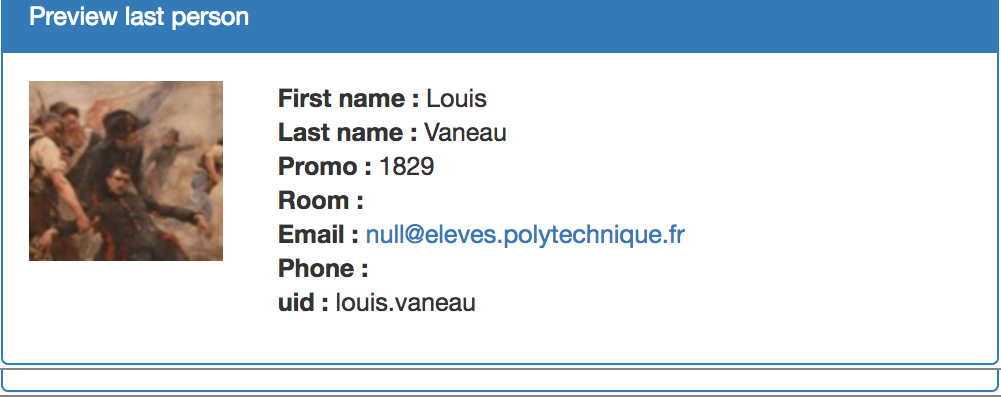 Preview last person
First name : Louis
Last name : Vaneau
Promo : 1829
Room :
Email : null@eleves.polytechnique.fr
Phone :
uid : louis.vaneau